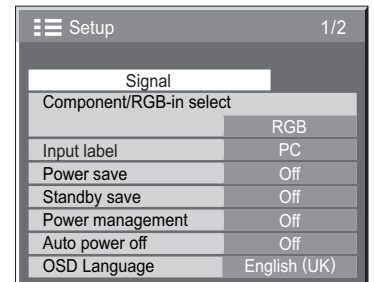 Setup 1/2
Signal
Component/RGB-in select
RGB
Input label PC
Power save Off
Standby save Off
Power management Off
Auto power off Off
OSD Language English (UK)